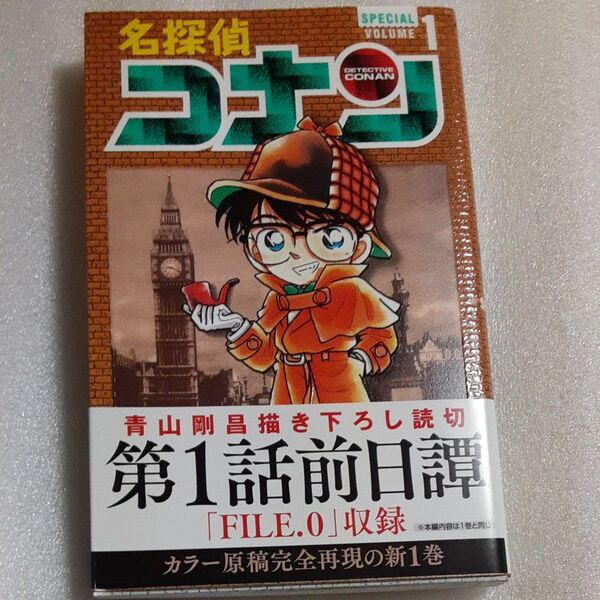 SPECIAL
VOLUME 1
名探偵
コナン
DETECTIVE
CONAN
青山剛昌描き下ろし読切
第1話前日譚
「FILE.0」収録
※本編内容は1巻と同じ
カラー原稿完全再現の新1巻